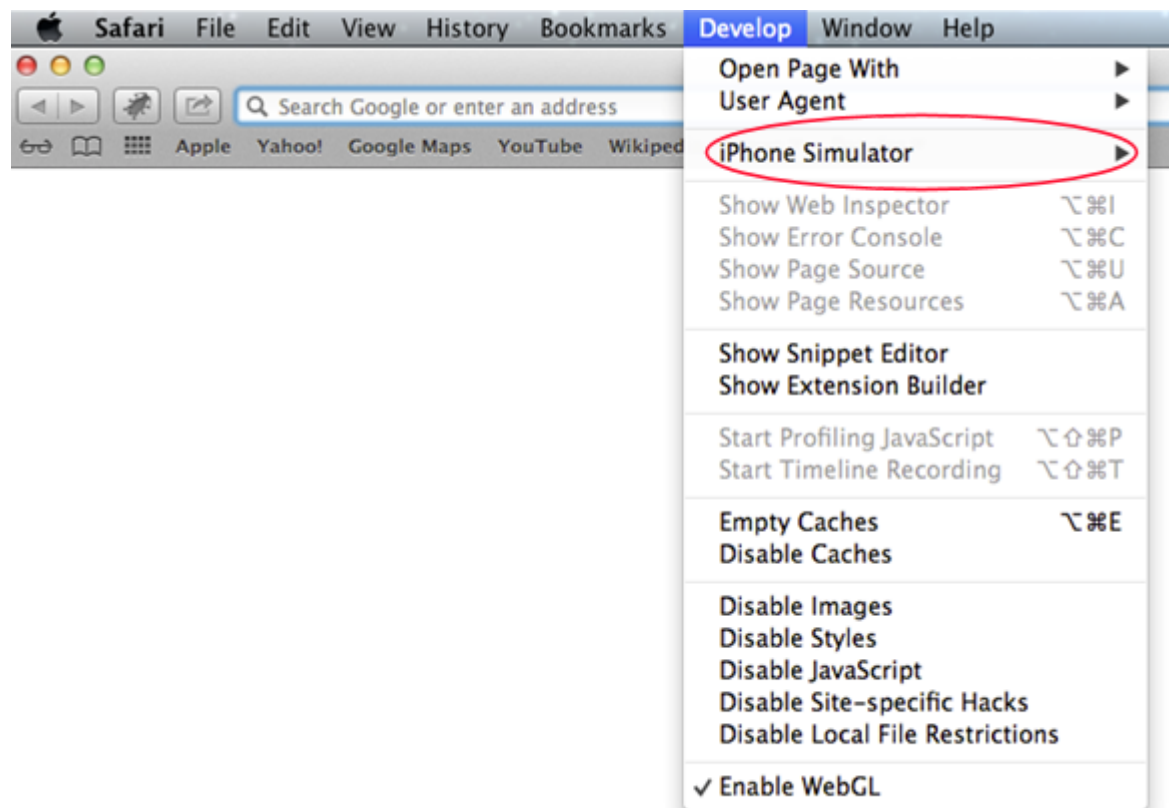 Safari File Edit View History Bookmarks Develop Window Help
Search Google or enter an address
Apple Yahoo! Google Maps YouTube Wikiped
Open Page With
User Agent
iPhone Simulator
Show Web Inspector ⌥⌘I
Show Error Console ⌥⌘C
Show Page Source ⌥⌘U
Show Page Resources ⌥⌘A
Show Snippet Editor
Show Extension Builder
Start Profiling JavaScript ⌥⇧⌘P
Start Timeline Recording ⌥⇧⌘T
Empty Caches ⌥⌘E
Disable Caches
Disable Images
Disable Styles
Disable JavaScript
Disable Site-specific Hacks
Disable Local File Restrictions
✓ Enable WebGL